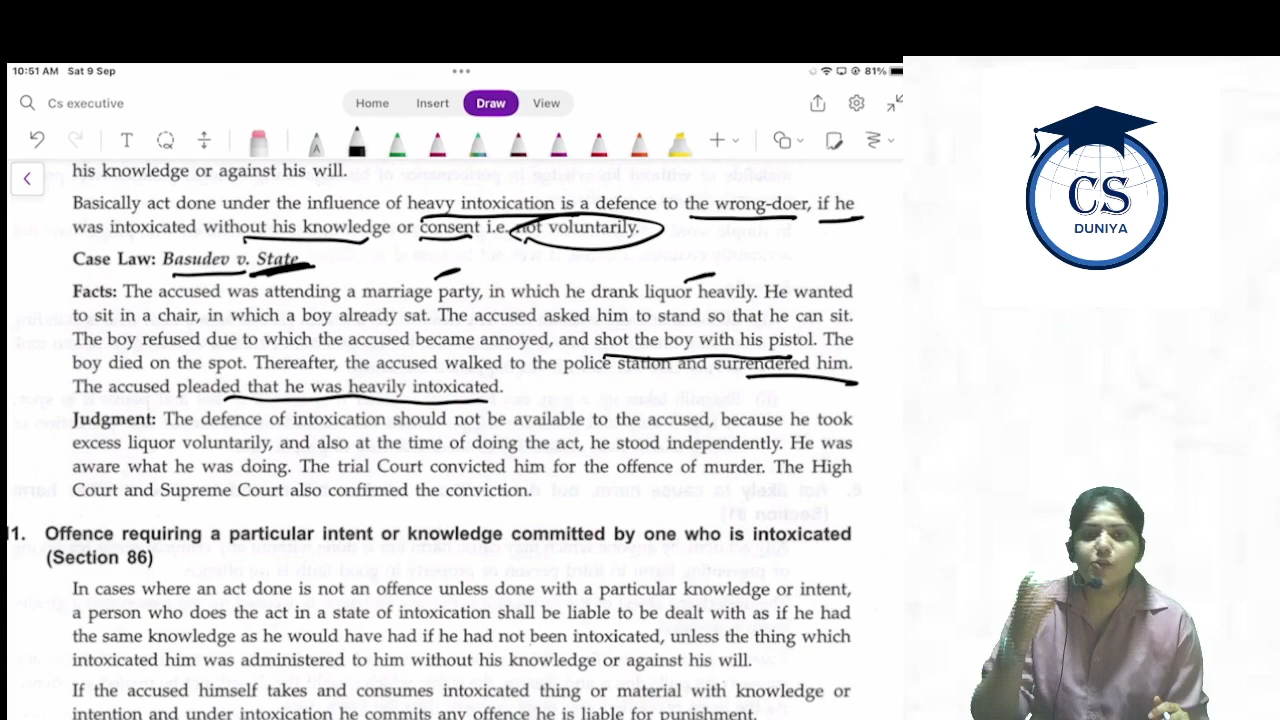 10:51 AM Sat 9 Sep
81%
Cs executive
Home Insert Draw View
his knowledge or against his will.
Basically act done under the influence of heavy intoxication is a defence to the wrong-doer, if he
was intoxicated without his knowledge or consent i.e. not voluntarily.
Case Law: Basudev v. State
Facts: The accused was attending a marriage party, in which he drank liquor heavily. He wanted
to sit in a chair, in which a boy already sat. The accused asked him to stand so that he can sit.
The boy refused due to which the accused became annoyed, and shot the boy with his pistol. The
boy died on the spot. Thereafter, the accused walked to the police station and surrendered him.
The accused pleaded that he was heavily intoxicated.
Judgment: The defence of intoxication should not be available to the accused, because he took
excess liquor voluntarily, and also at the time of doing the act, he stood independently. He was
aware what he was doing. The trial Court convicted him for the offence of murder. The High
Court and Supreme Court also confirmed the conviction.
11. Offence requiring a particular intent or knowledge committed by one who is intoxicated
(Section 86)
In cases where an act done is not an offence unless done with a particular knowledge or intent,
a person who does the act in a state of intoxication shall be liable to be dealt with as if he had
the same knowledge as he would have had if he had not been intoxicated, unless the thing which
intoxicated him was administered to him without his knowledge or against his will.
If the accused himself takes and consumes intoxicated thing or material with knowledge or
intention and under intoxication he commits any offence he is liable for punishment.
CS
DUNIYA